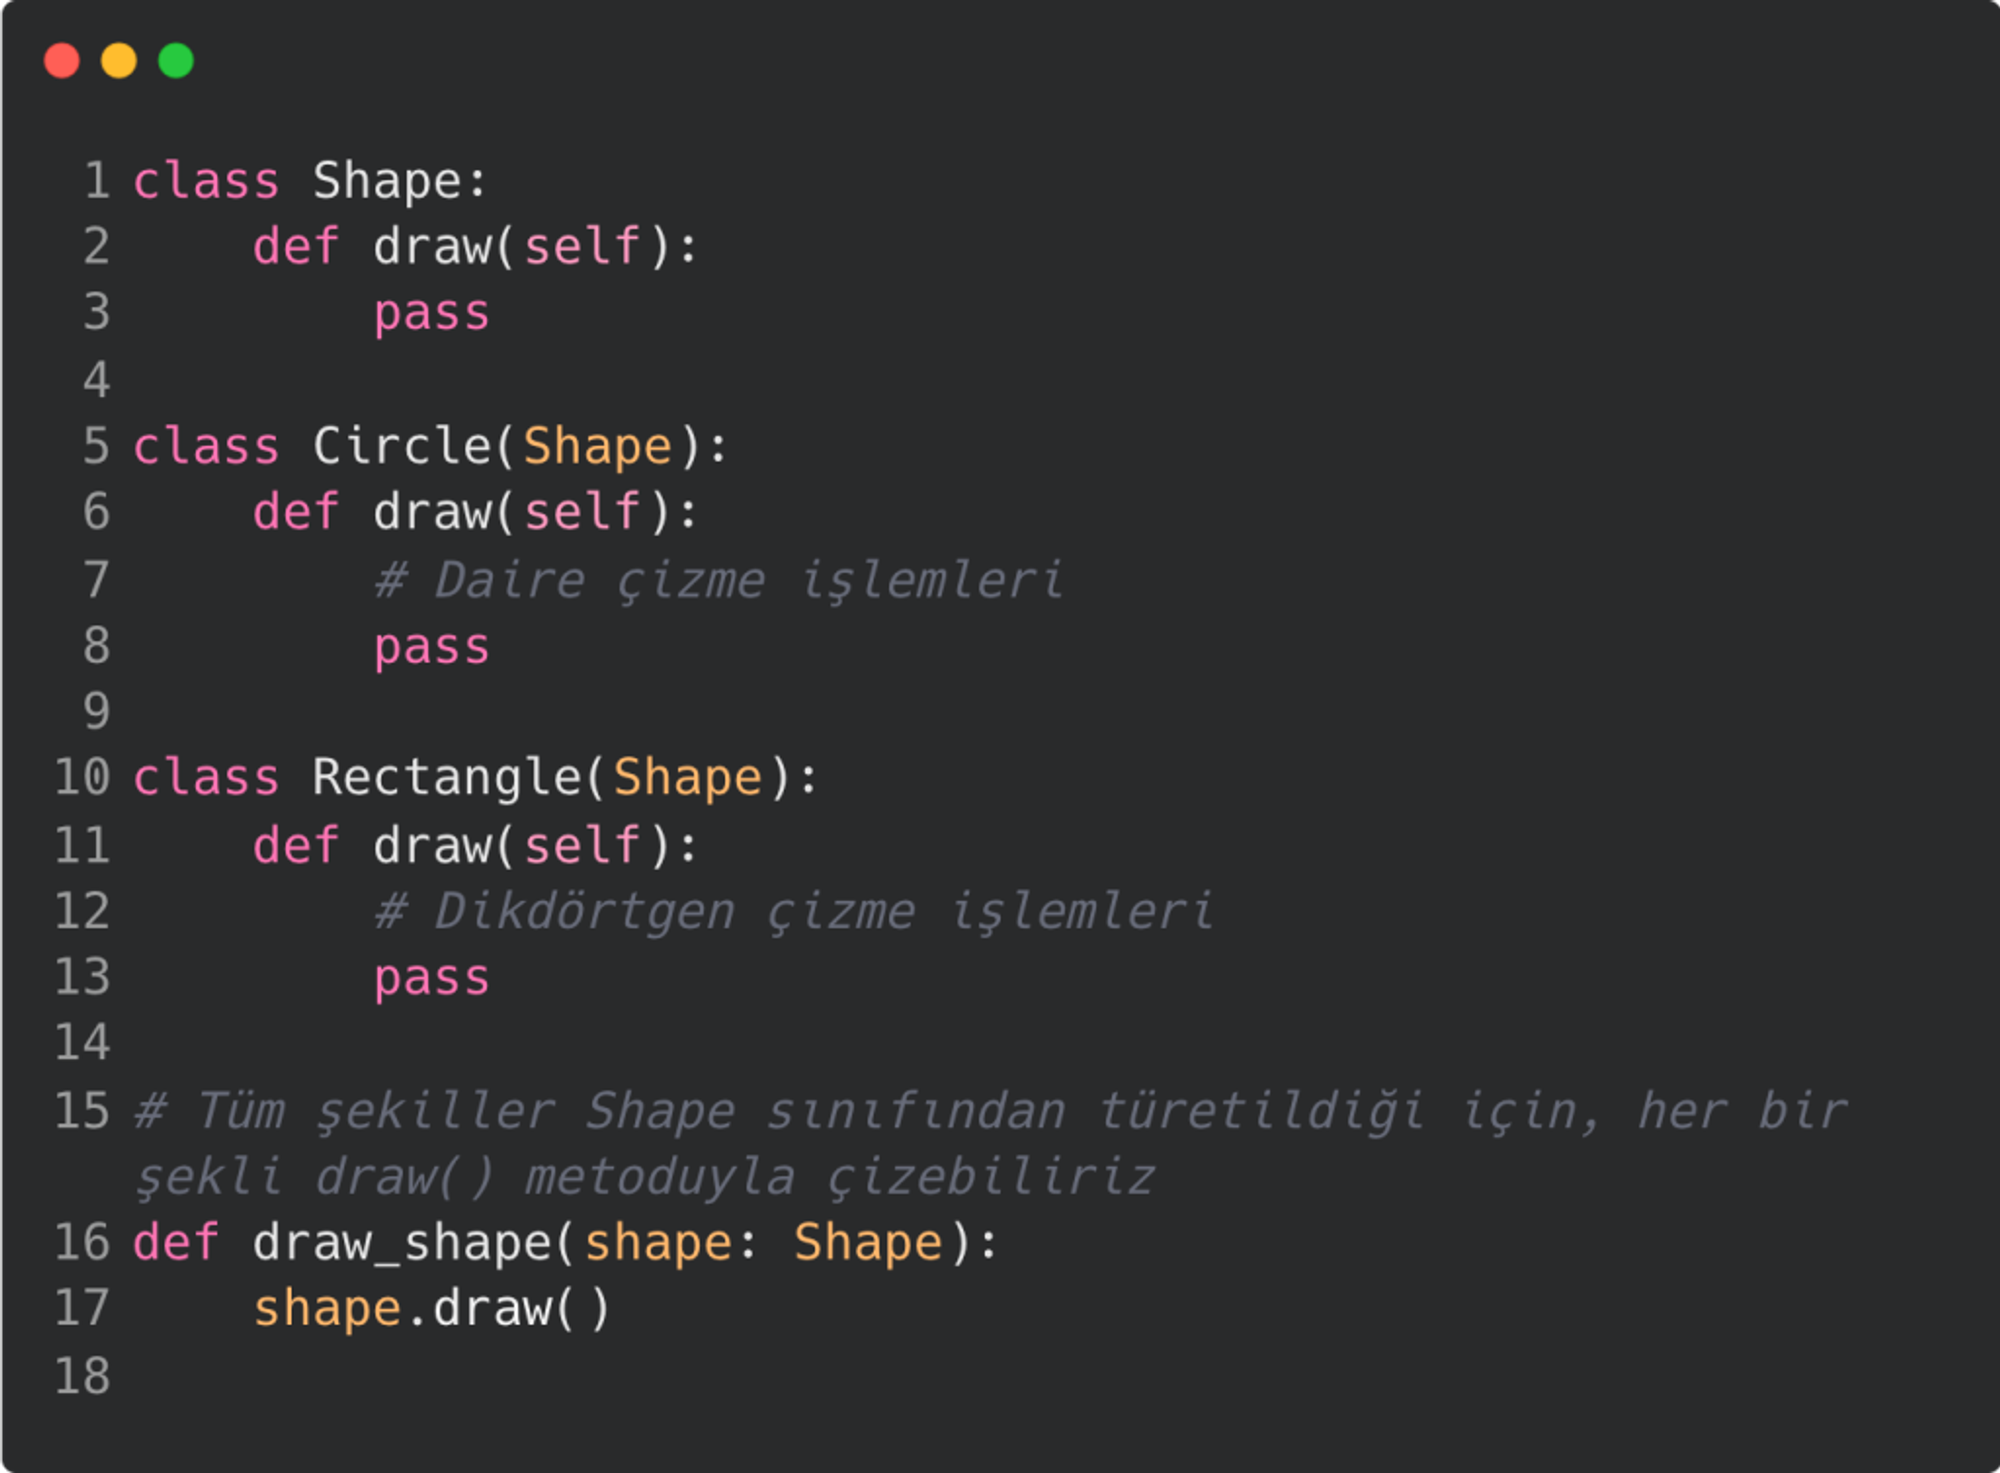 1 class Shape:
2     def draw(self):
3         pass
4
5 class Circle(Shape):
6     def draw(self):
7         # Daire çizme işlemleri
8         pass
9
10 class Rectangle(Shape):
11     def draw(self):
12         # Dikdörtgen çizme işlemleri
13         pass
14
15 # Tüm şekiller Shape sınıfından türetildiği için, her bir
şekli draw() metoduyla çizebiliriz
16 def draw_shape(shape: Shape):
17     shape.draw()
18